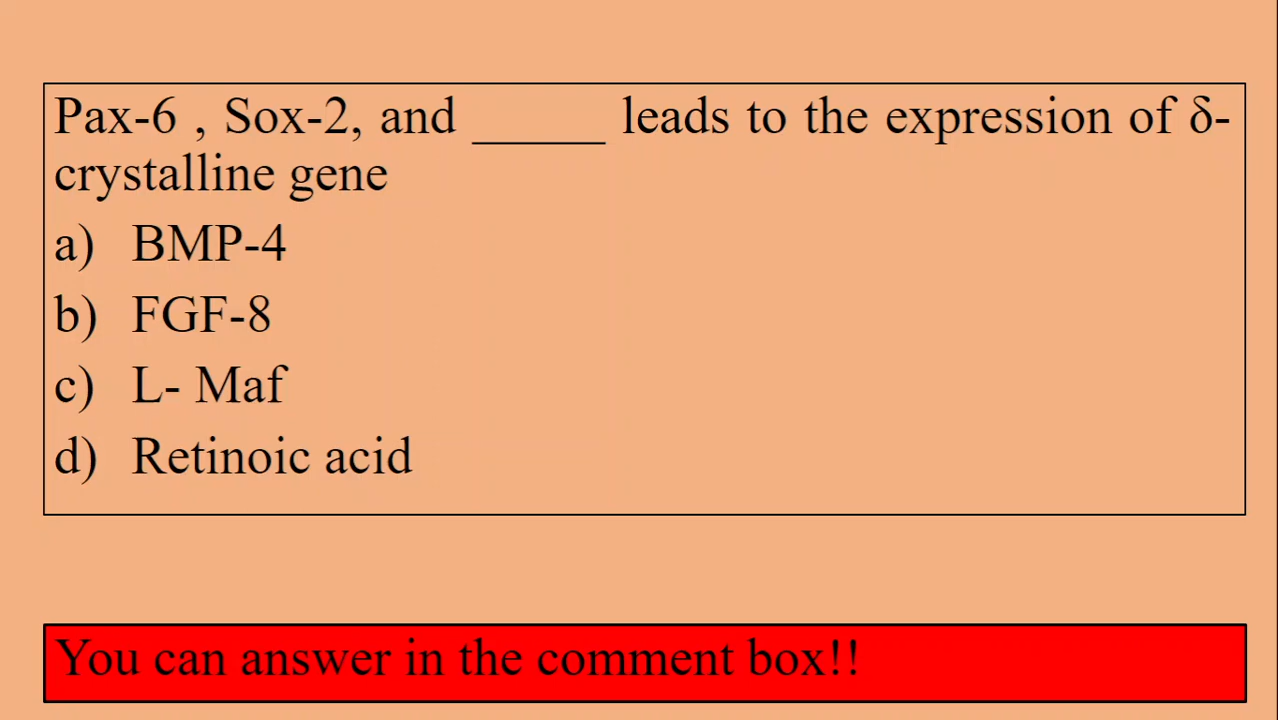 Pax-6 , Sox-2, and _____ leads to the expression of δ-
crystalline gene
a) BMP-4
b) FGF-8
c) L- Maf
d) Retinoic acid
You can answer in the comment box!!